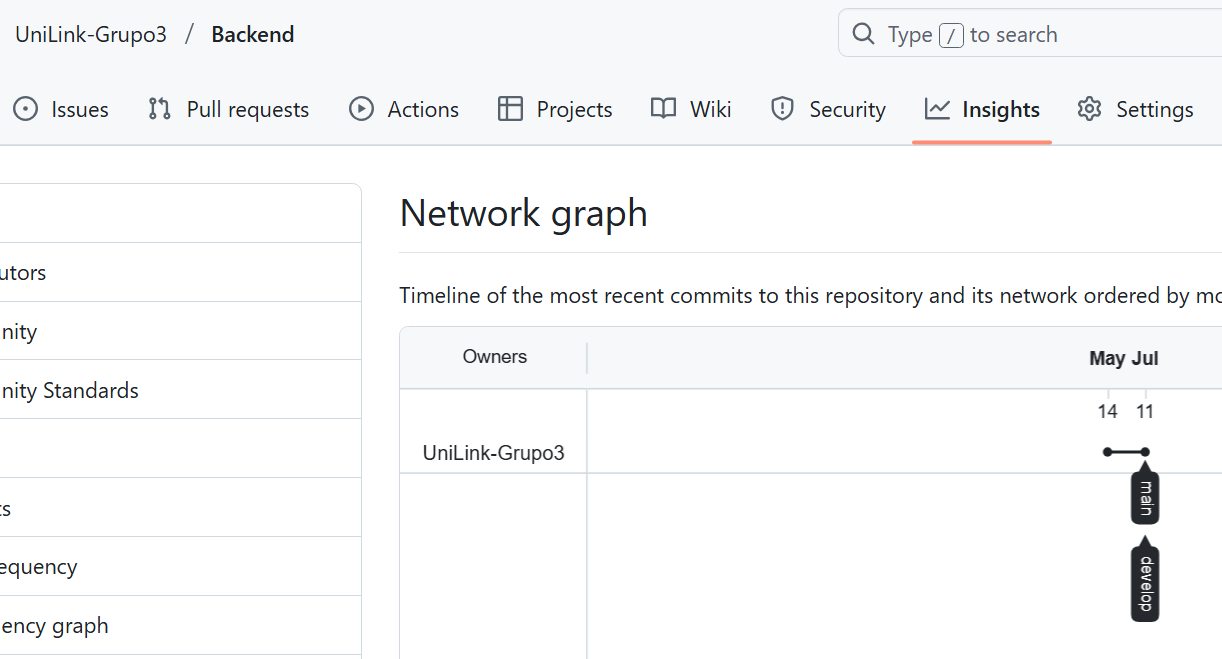 UniLink-Grupo3 / Backend
Type / to search
Issues
Pull requests
Actions
Projects
Wiki
Security
Insights
Settings
utors
nity
nity Standards
ts
equency
ency graph
Network graph
Timeline of the most recent commits to this repository and its network ordered by mo
Owners
May Jul
14 11
UniLink-Grupo3
main
develop